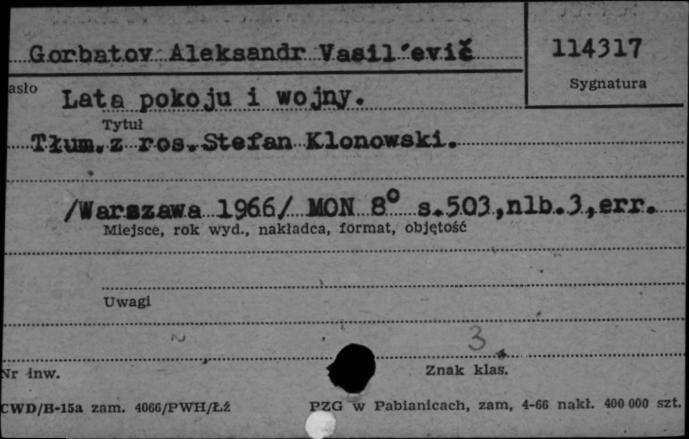 Gorbatov Aleksandr Vasil'evič
114317
asło
Sygnatura
Lata pokoju i wojny.
Tytuł
Tłum. z ros. Stefan Klonowski.
/Warszawa 1966/ MON 8° s.503,nlb.3,err.
Miejsce, rok wyd., nakładca, format, objętość
Uwagi
3
Nr inw.
Znak klas.
CWD/H-15a zam. 4066/PWH/Łź
PZG w Pabianicach, zam, 4-66 nakł. 400 000 szt.